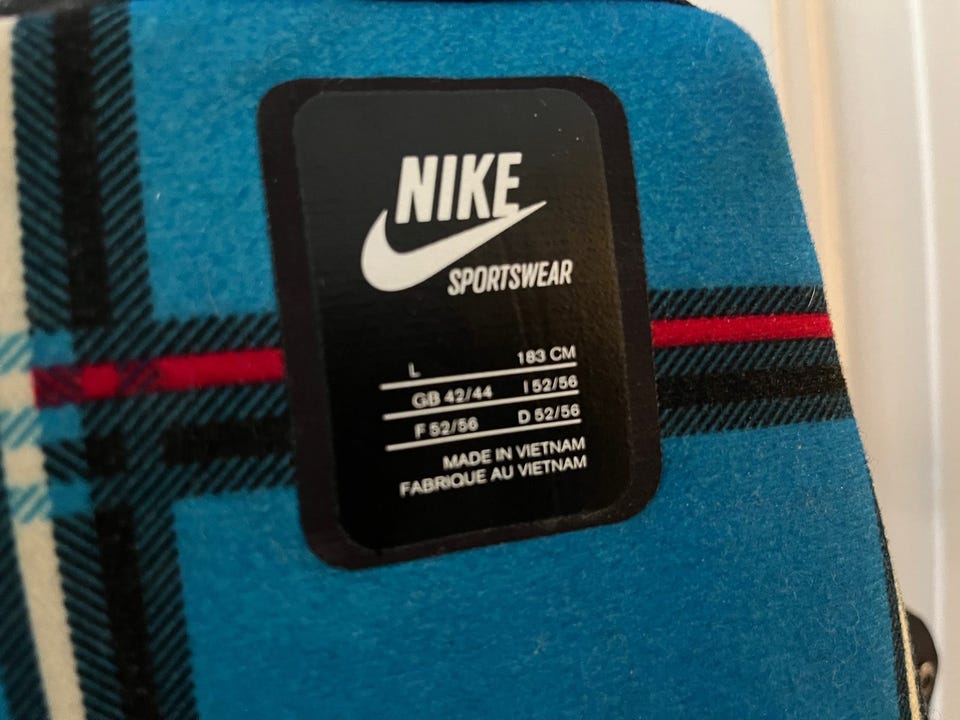 NIKE
SPORTSWEAR
L 183 CM
GB 42/44 I 52/56
F 52/56 D 52/56
MADE IN VIETNAM
FABRIQUE AU VIETNAM